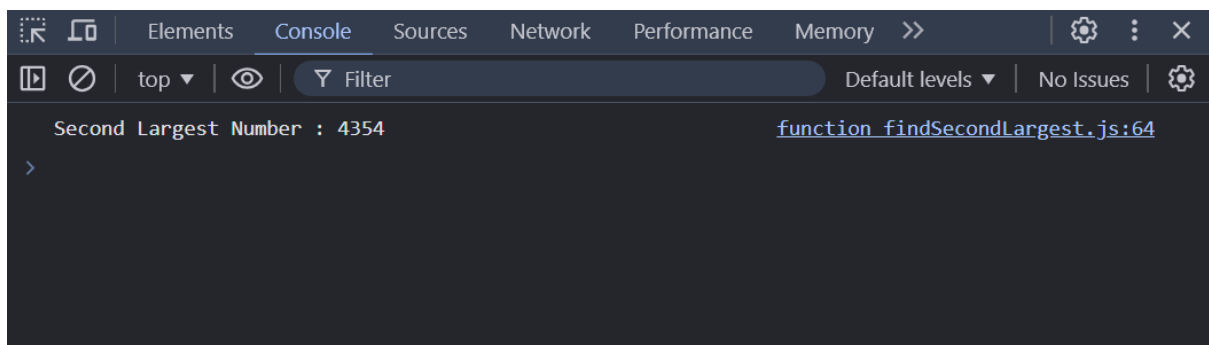 Elements Console Sources Network Performance Memory
top Filter Default levels No Issues
Second Largest Number : 4354 function findSecondLargest.js:64